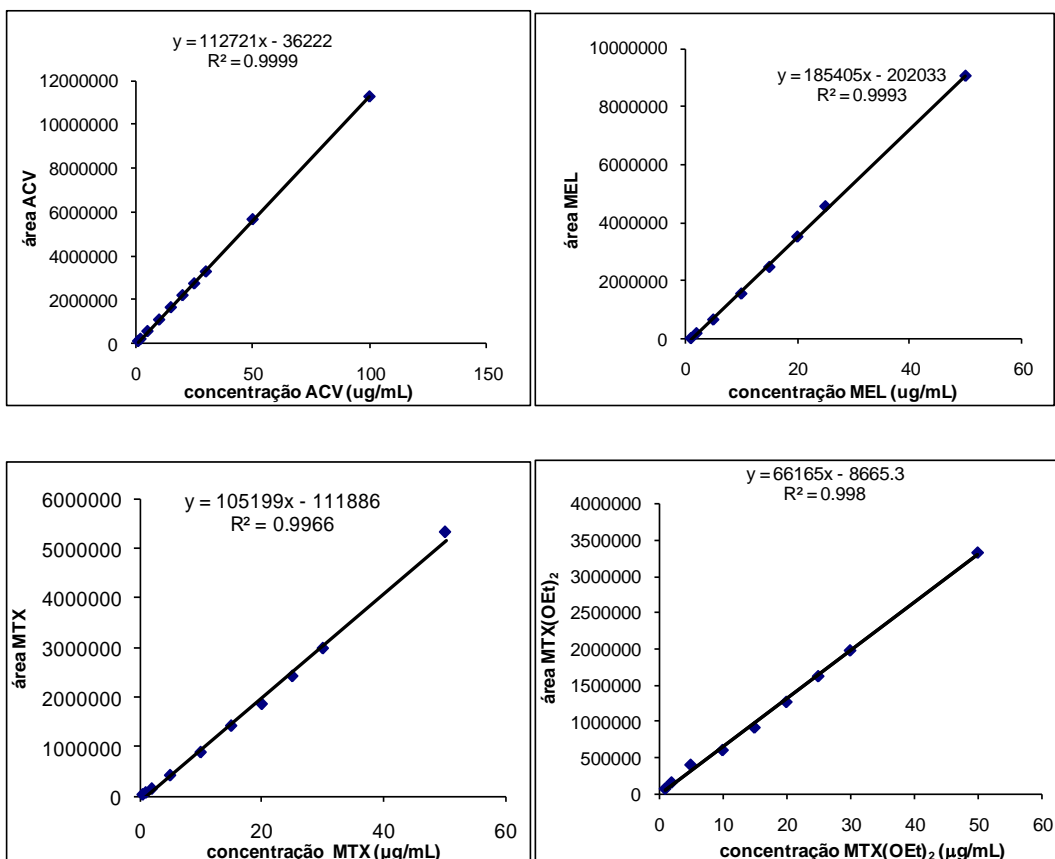 y = 112721x - 36222
R² = 0.9999
12000000
10000000
8000000
6000000
4000000
2000000
0
área ACV
0 50 100 150
concentração ACV (ug/mL)
y = 185405x - 202033
R² = 0.9993
10000000
8000000
6000000
4000000
2000000
0
área MEL
0 20 40 60
concentração MEL (ug/mL)
y = 105199x - 111886
R² = 0.9966
6000000
5000000
4000000
3000000
2000000
1000000
0
área MTX
0 20 40 60
concentração MTX (µg/mL)
y = 66165x - 8665.3
R² = 0.998
4000000
3500000
3000000
2500000
2000000
1500000
1000000
500000
0
área MTX(OEt)₂
0 10 20 30 40 50 60
concentração MTX(OEt)₂ (µg/mL)